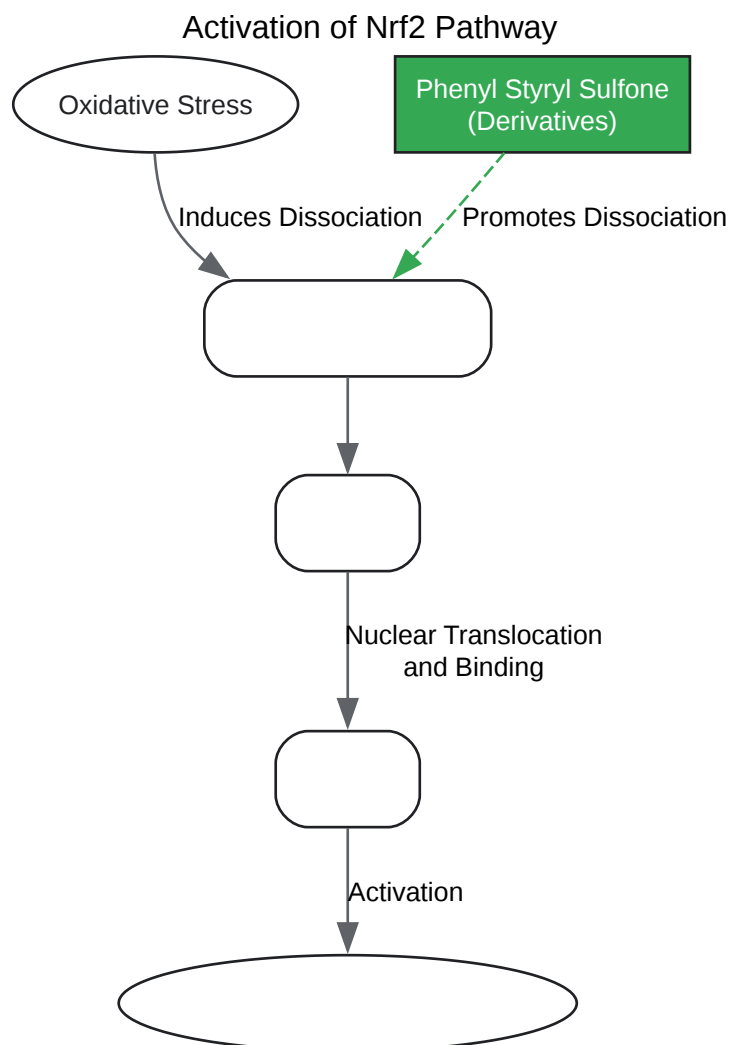 Activation of Nrf2 Pathway
Oxidative Stress
Phenyl Styryl Sulfone
(Derivatives)
Induces Dissociation
Promotes Dissociation
Nuclear Translocation
and Binding
Activation